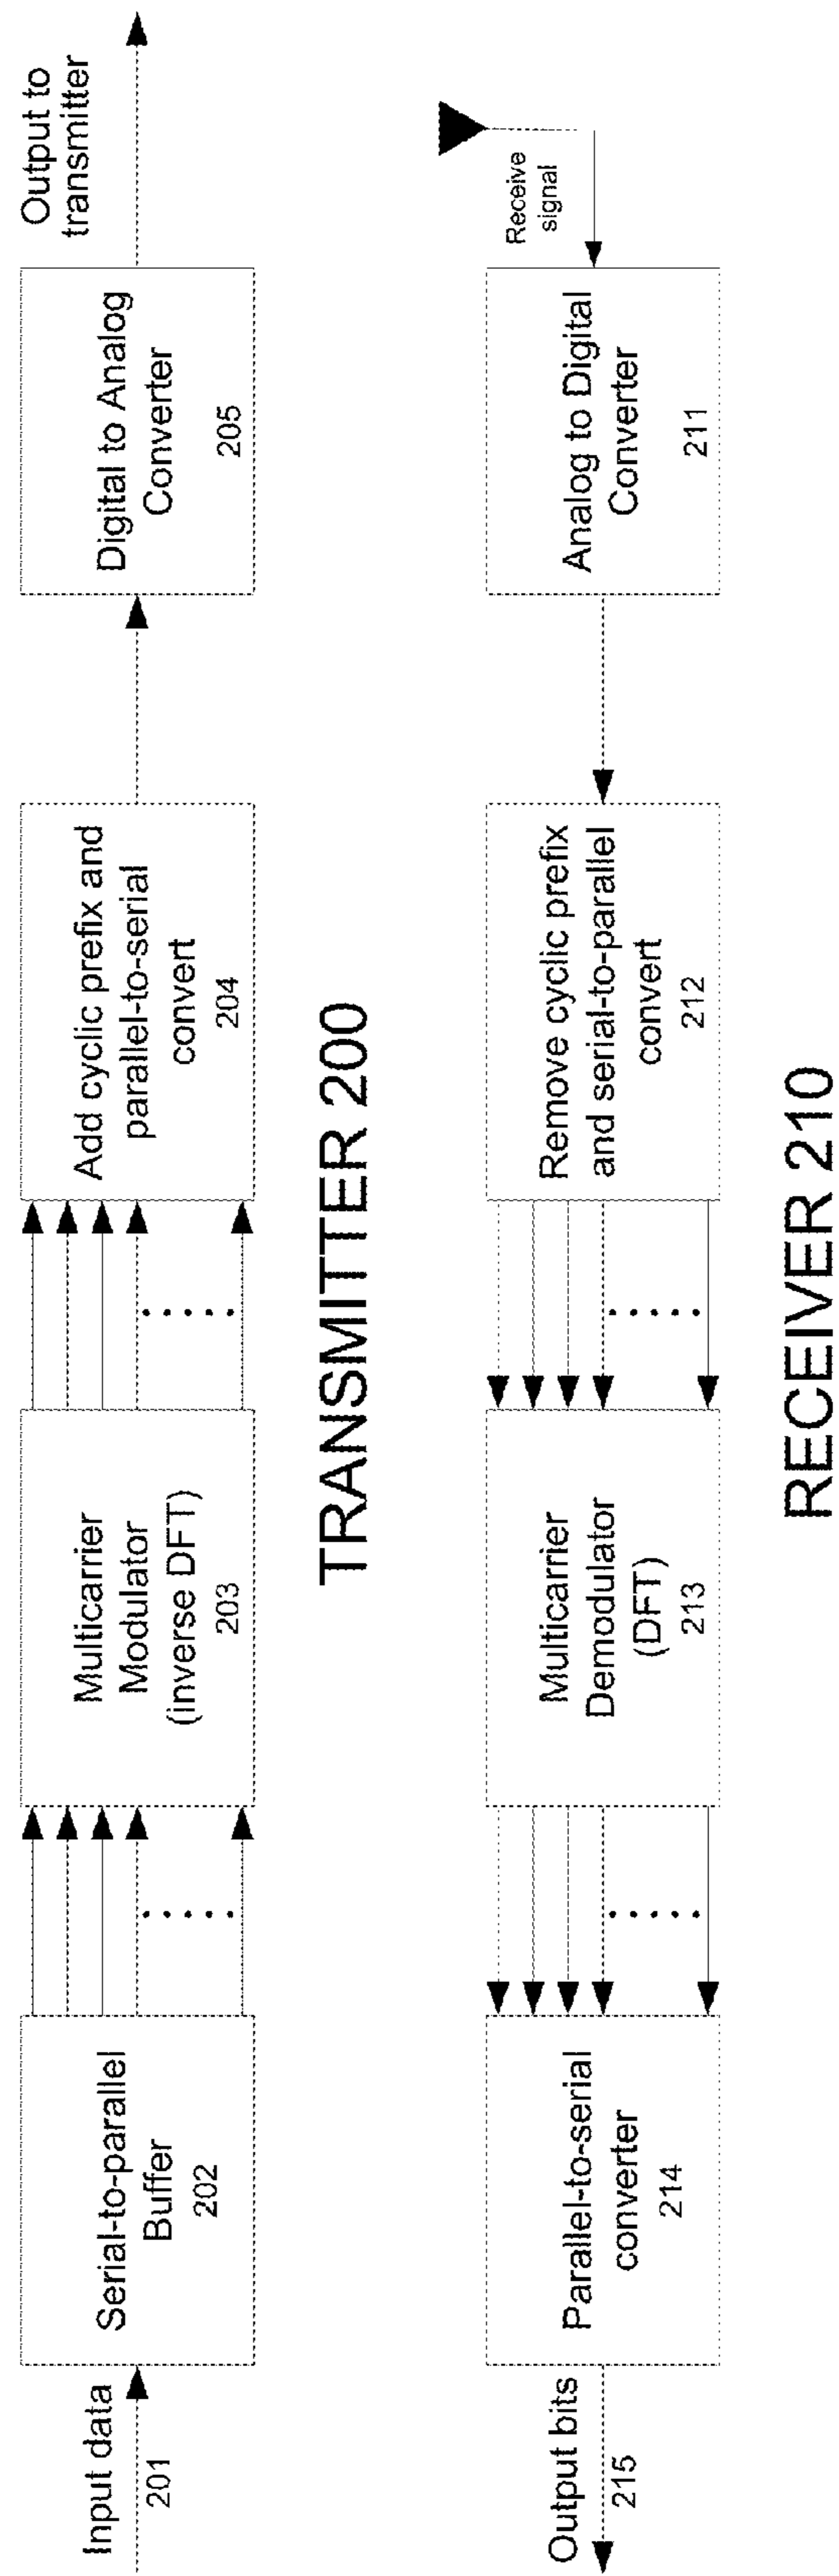 Input data
201
Serial-to-parallel
Buffer
202
Multicarrier
Modulator
(inverse DFT)
203
Add cyclic prefix and
parallel-to-serial
convert
204
Digital to Analog
Converter
205
Output to
transmitter
TRANSMITTER 200
Output bits
215
Parallel-to-serial
converter
214
Multicarrier
Demodulator
(DFT)
213
Remove cyclic prefix
and serial-to-parallel
convert
212
Analog to Digital
Converter
211
Receive
signal
RECEIVER 210